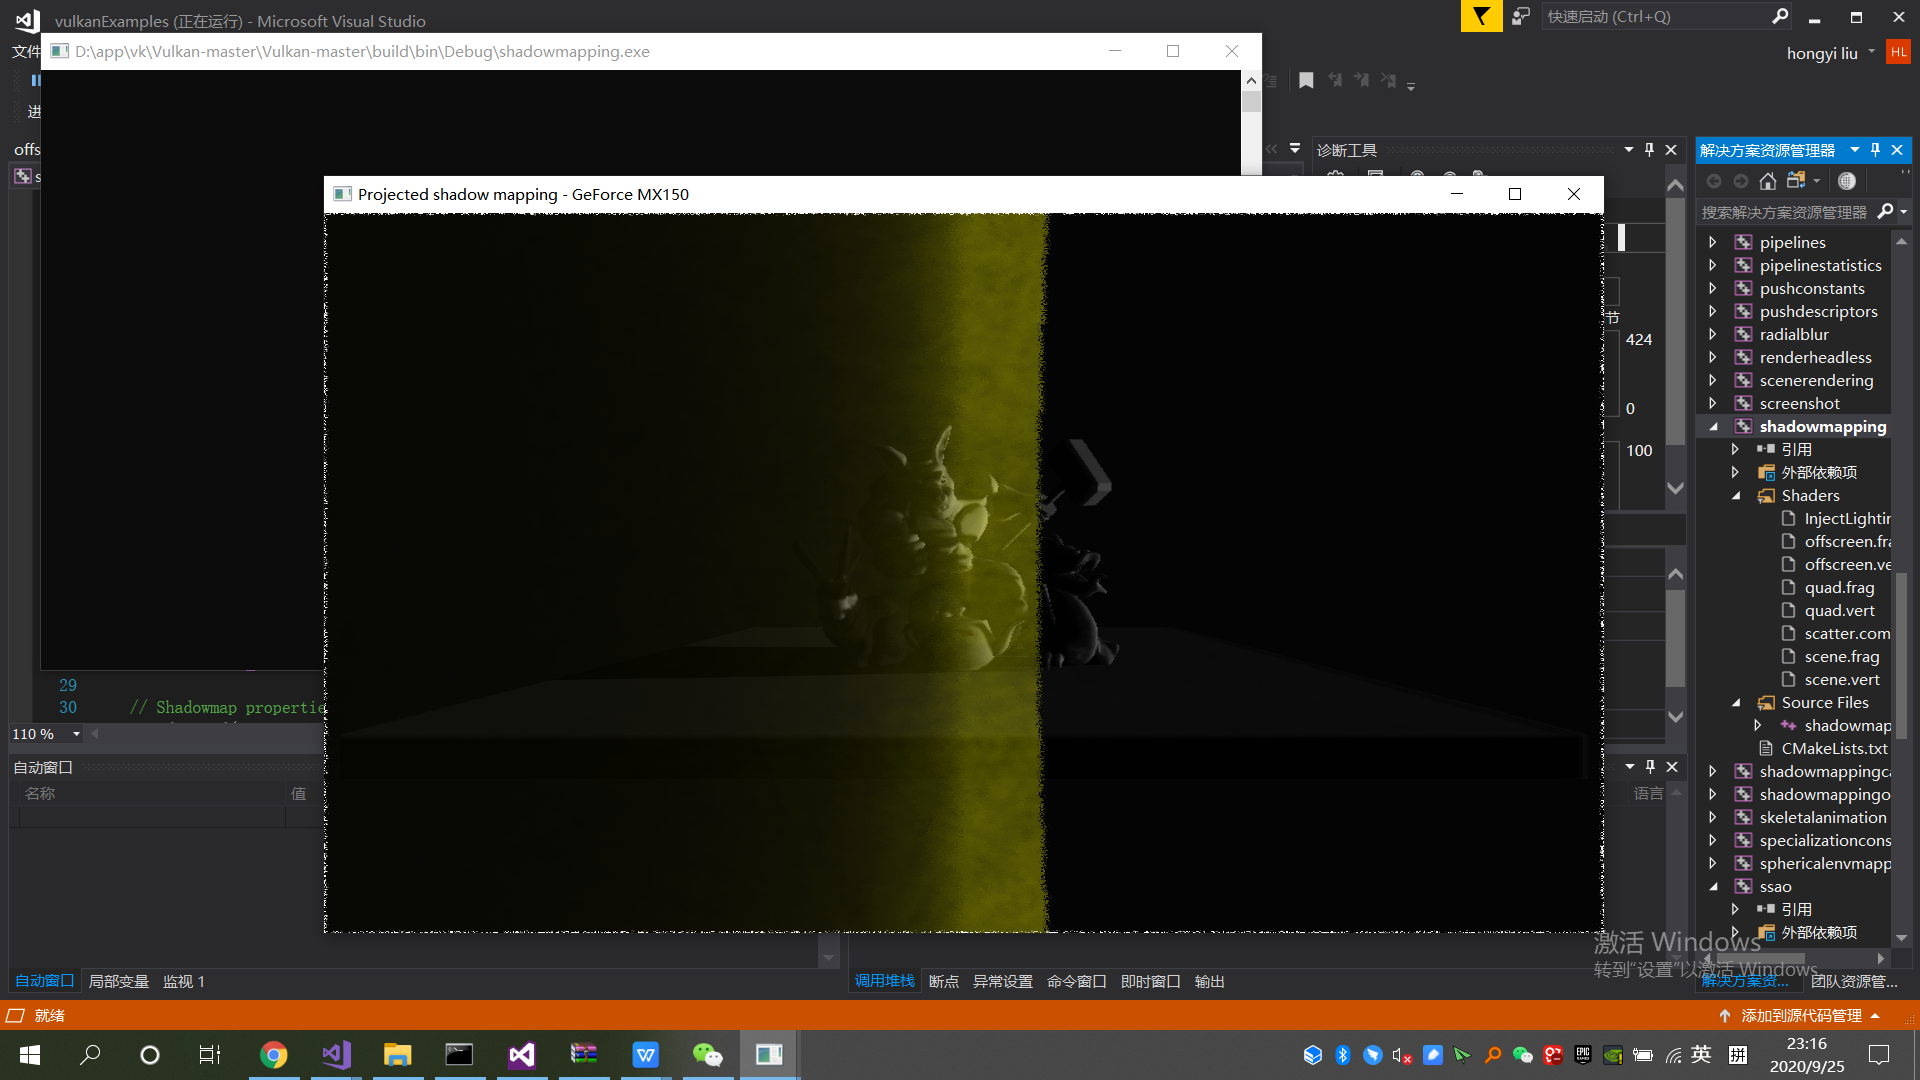 vulkanExamples (正在运行) - Microsoft Visual Studio
快速启动 (Ctrl+Q)
文件
D:\app\vk\Vulkan-master\Vulkan-master\build\bin\Debug\shadowmapping.exe
hongyi liu
HL
进
offs
诊断工具
解决方案资源管理器
s
Projected shadow mapping - GeForce MX150
搜索解决方案资源管理器
pipelines
pipelinestatistics
pushconstants
pushdescriptors
节
radialblur
424
renderheadless
scenerendering
screenshot
0
shadowmapping
引用
100
外部依赖项
Shaders
InjectLightin
offscreen.fra
offscreen.ve
quad.frag
quad.vert
scatter.com
scene.frag
scene.vert
29
Source Files
30 // Shadowmap propertie
shadowmap
110 %
CMakeLists.txt
自动窗口
shadowmappingca
名称 值
语言
shadowmappingo
skeletalanimation
specializationcons
sphericalenvmapp
ssao
引用
外部依赖项
激活 Windows
转到"设置"以激活 Windows
自动窗口 局部变量 监视 1
调用堆栈 断点 异常设置 命令窗口 即时窗口 输出
解决方案资... 团队资源管...
就绪
添加到源代码管理
英
拼
23:16
2020/9/25